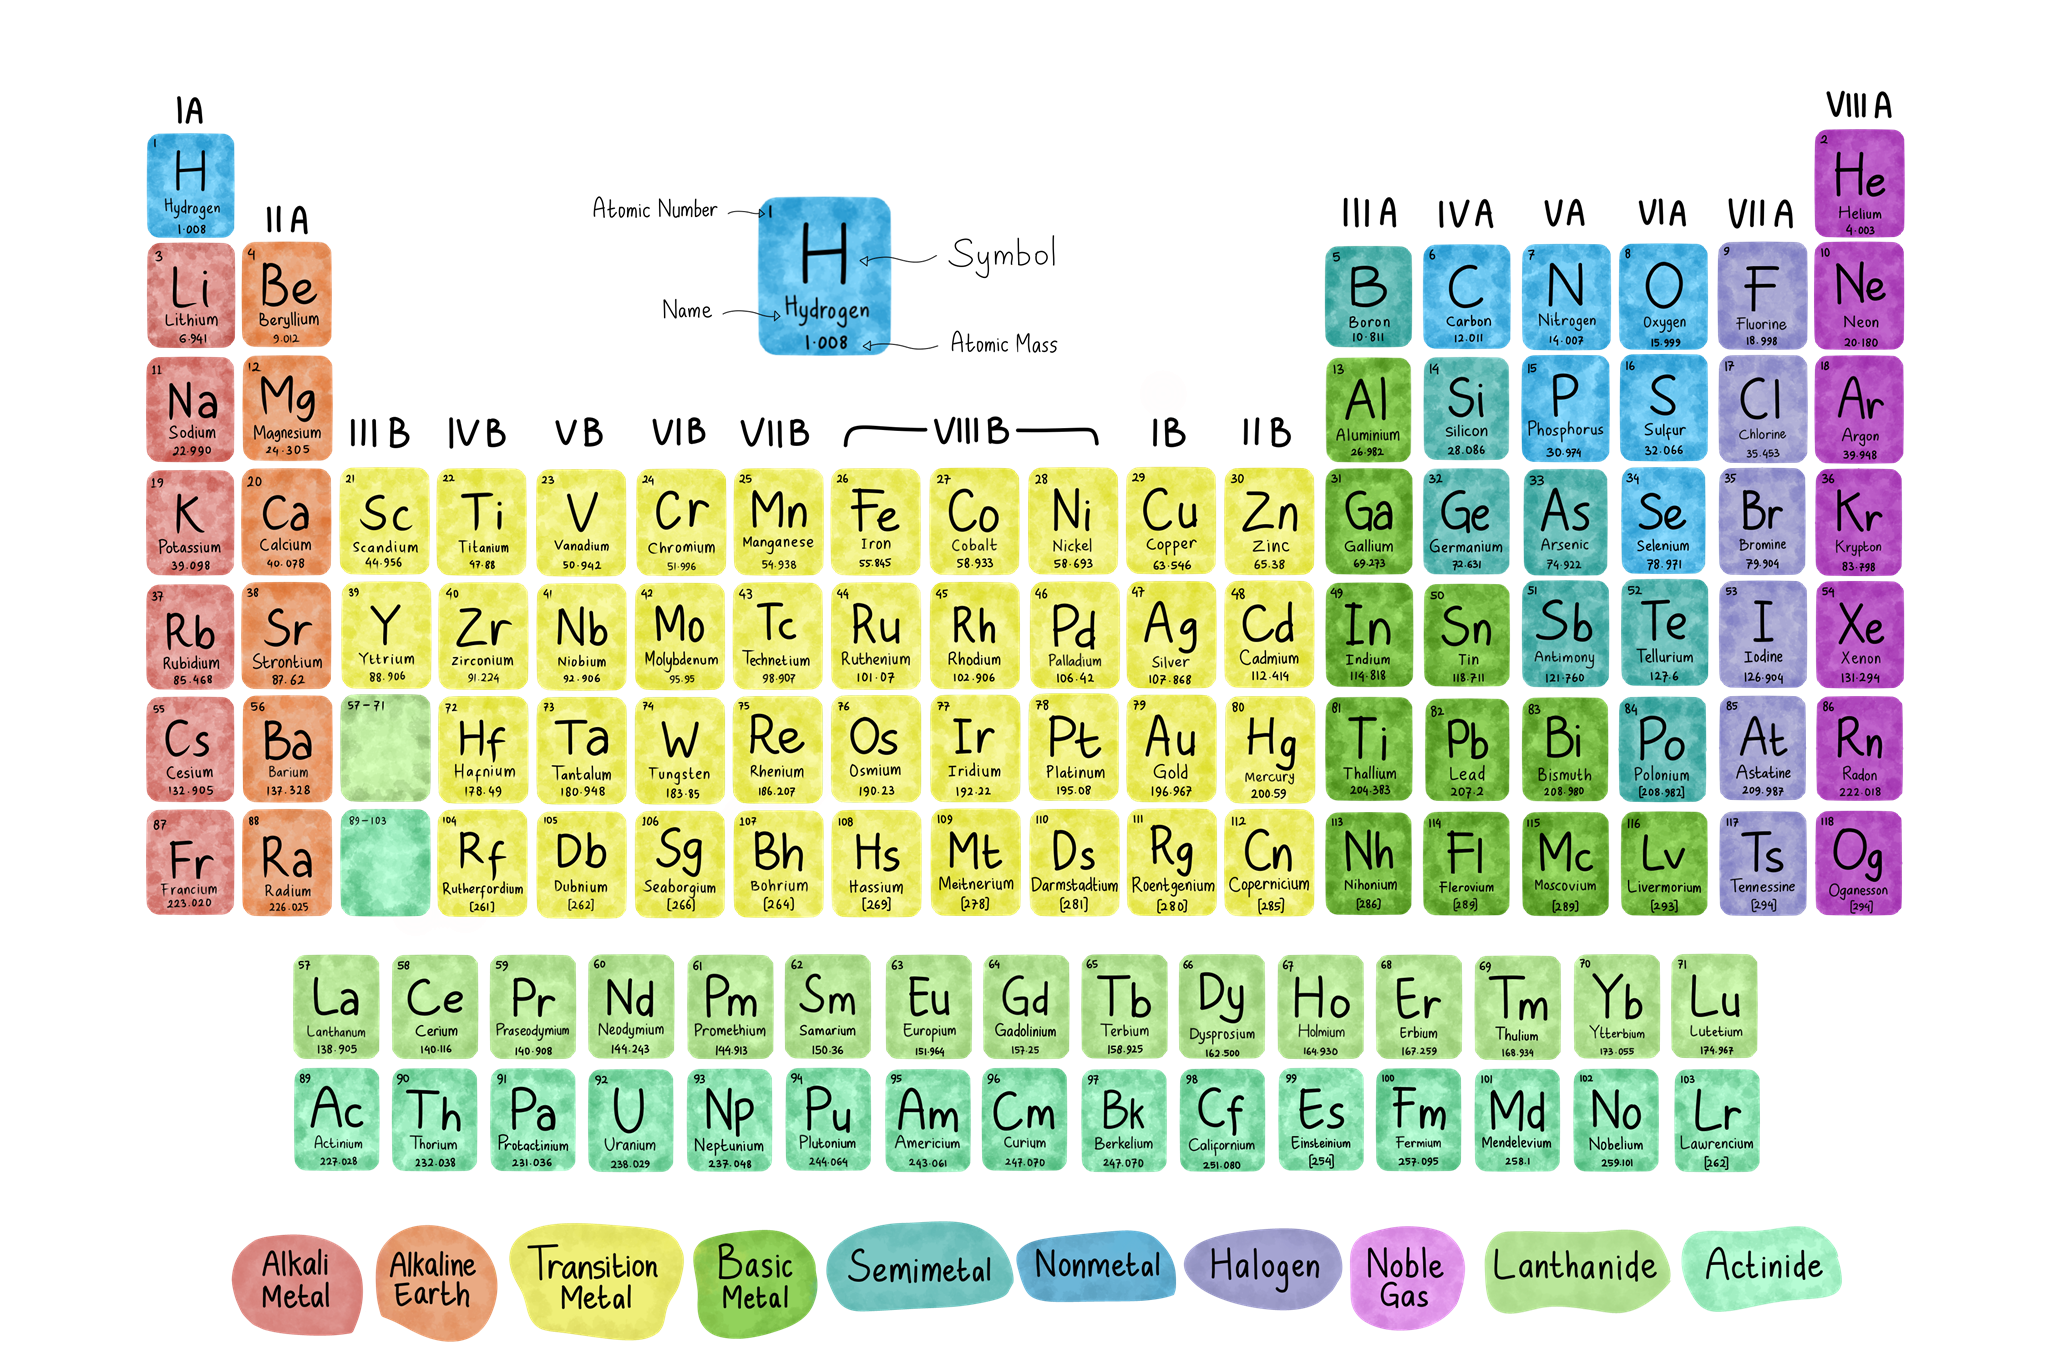 IA
VIIIA
1
H
Hydrogen
1.008
2
He
Helium
4.003
IIA
IIIA
IVA
VA
VIA
VIIA
Atomic Number
1
H
Symbol
Name
Hydrogen
1.008
Atomic Mass
3
Li
Lithium
6.941
4
Be
Beryllium
9.012
5
B
Boron
10.811
6
C
Carbon
12.011
7
N
Nitrogen
14.007
8
O
Oxygen
15.999
9
F
Fluorine
18.998
10
Ne
Neon
20.180
11
Na
Sodium
22.990
12
Mg
Magnesium
24.305
13
Al
Aluminium
26.982
14
Si
Silicon
28.086
15
P
Phosphorus
30.974
16
S
Sulfur
32.066
17
Cl
Chlorine
35.453
18
Ar
Argon
39.948
IIIB
IVB
VB
VIB
VIIB
VIIIB
IB
IIB
19
K
Potassium
39.098
20
Ca
Calcium
40.078
21
Sc
Scandium
44.956
22
Ti
Titanium
47.88
23
V
Vanadium
50.942
24
Cr
Chromium
51.996
25
Mn
Manganese
54.938
26
Fe
Iron
55.845
27
Co
Cobalt
58.933
28
Ni
Nickel
58.693
29
Cu
Copper
63.546
30
Zn
Zinc
65.38
31
Ga
Gallium
69.273
32
Ge
Germanium
72.631
33
As
Arsenic
74.922
34
Se
Selenium
78.971
35
Br
Bromine
79.904
36
Kr
Krypton
83.798
37
Rb
Rubidium
85.468
38
Sr
Strontium
87.62
39
Y
Yttrium
88.906
40
Zr
Zirconium
91.224
41
Nb
Niobium
92.906
42
Mo
Molybdenum
95.95
43
Tc
Technetium
98.907
44
Ru
Ruthenium
101.07
45
Rh
Rhodium
102.906
46
Pd
Palladium
106.42
47
Ag
Silver
107.868
48
Cd
Cadmium
112.414
49
In
Indium
114.818
50
Sn
Tin
118.711
51
Sb
Antimony
121.760
52
Te
Tellurium
127.6
53
I
Iodine
126.904
54
Xe
Xenon
131.294
55
Cs
Cesium
132.905
56
Ba
Barium
137.328
57-71
72
Hf
Hafnium
178.49
73
Ta
Tantalum
180.948
74
W
Tungsten
183.85
75
Re
Rhenium
186.207
76
Os
Osmium
190.23
77
Ir
Iridium
192.22
78
Pt
Platinum
195.08
79
Au
Gold
196.967
80
Hg
Mercury
200.59
81
Ti
Thallium
204.383
82
Pb
Lead
207.2
83
Bi
Bismuth
208.980
84
Po
Polonium
[208.982]
85
At
Astatine
209.987
86
Rn
Radon
222.018
87
Fr
Francium
223.020
88
Ra
Radium
226.025
89-103
104
Rf
Rutherfordium
[261]
105
Db
Dubnium
[262]
106
Sg
Seaborgium
[266]
107
Bh
Bohrium
[264]
108
Hs
Hassium
[269]
109
Mt
Meitnerium
[278]
110
Ds
Darmstadtium
[281]
111
Rg
Roentgenium
[280]
112
Cn
Copernicium
[285]
113
Nh
Nihonium
[286]
114
Fl
Flerovium
[289]
115
Mc
Moscovium
[289]
116
Lv
Livermorium
[293]
117
Ts
Tennessine
[294]
118
Og
Oganesson
[294]
57
La
Lanthanum
138.905
58
Ce
Cerium
140.116
59
Pr
Praseodymium
140.908
60
Nd
Neodymium
144.243
61
Pm
Promethium
144.913
62
Sm
Samarium
150.36
63
Eu
Europium
151.964
64
Gd
Gadolinium
157.25
65
Tb
Terbium
158.925
66
Dy
Dysprosium
162.500
67
Ho
Holmium
164.930
68
Er
Erbium
167.259
69
Tm
Thulium
168.934
70
Yb
Ytterbium
173.055
71
Lu
Lutetium
174.967
89
Ac
Actinium
227.028
90
Th
Thorium
232.038
91
Pa
Protactinium
231.036
92
U
Uranium
238.029
93
Np
Neptunium
237.048
94
Pu
Plutonium
244.064
95
Am
Americium
243.061
96
Cm
Curium
247.070
97
Bk
Berkelium
247.070
98
Cf
Calicornium
251.080
99
Es
Einsteinium
[254]
100
Fm
Fermium
257.095
101
Md
Mendelevium
258.1
102
No
Nobelium
259.101
103
Lr
Lawrencium
[262]
Alkali
Metal
Alkaline
Earth
Transition
Metal
Basic
Metal
Semimetal
Nonmetal
Halogen
Noble
Gas
Lanthanide
Actinide